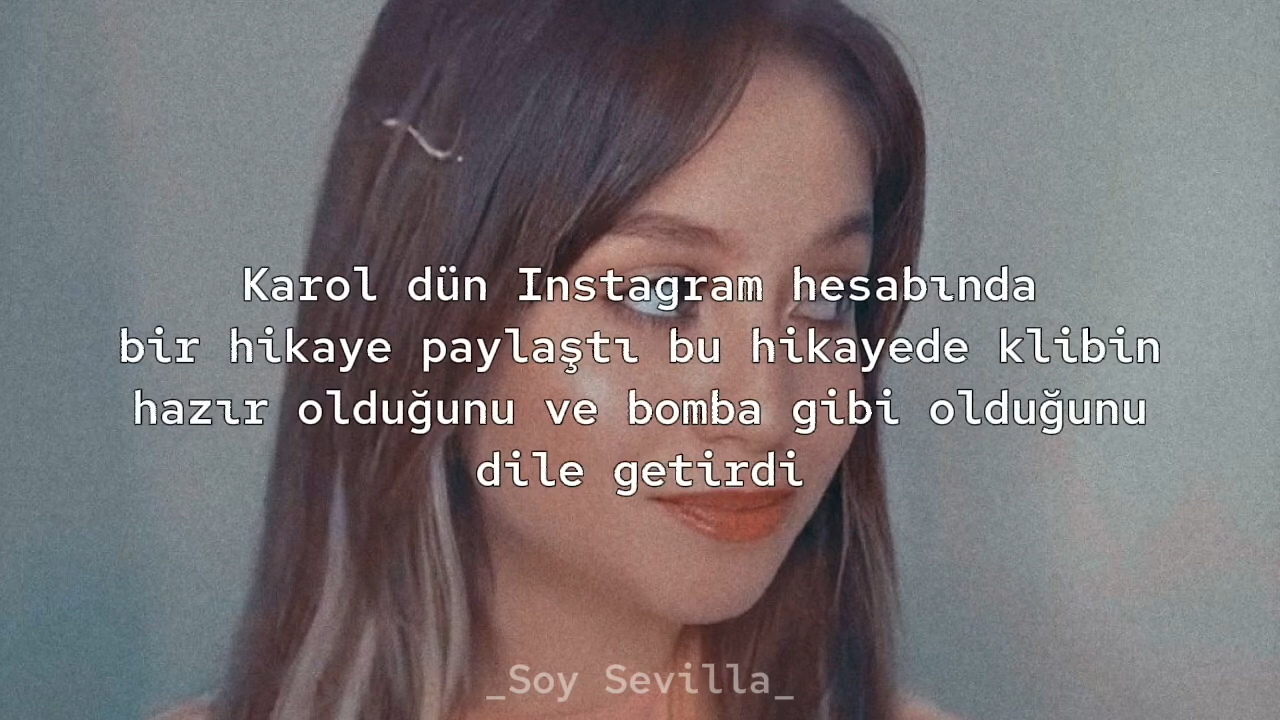 Karol dün Instagram hesabında
bir hikaye paylaştı bu hikayede klibin
hazır olduğunu ve bomba gibi olduğunu
dile getirdi
_Soy Sevilla_